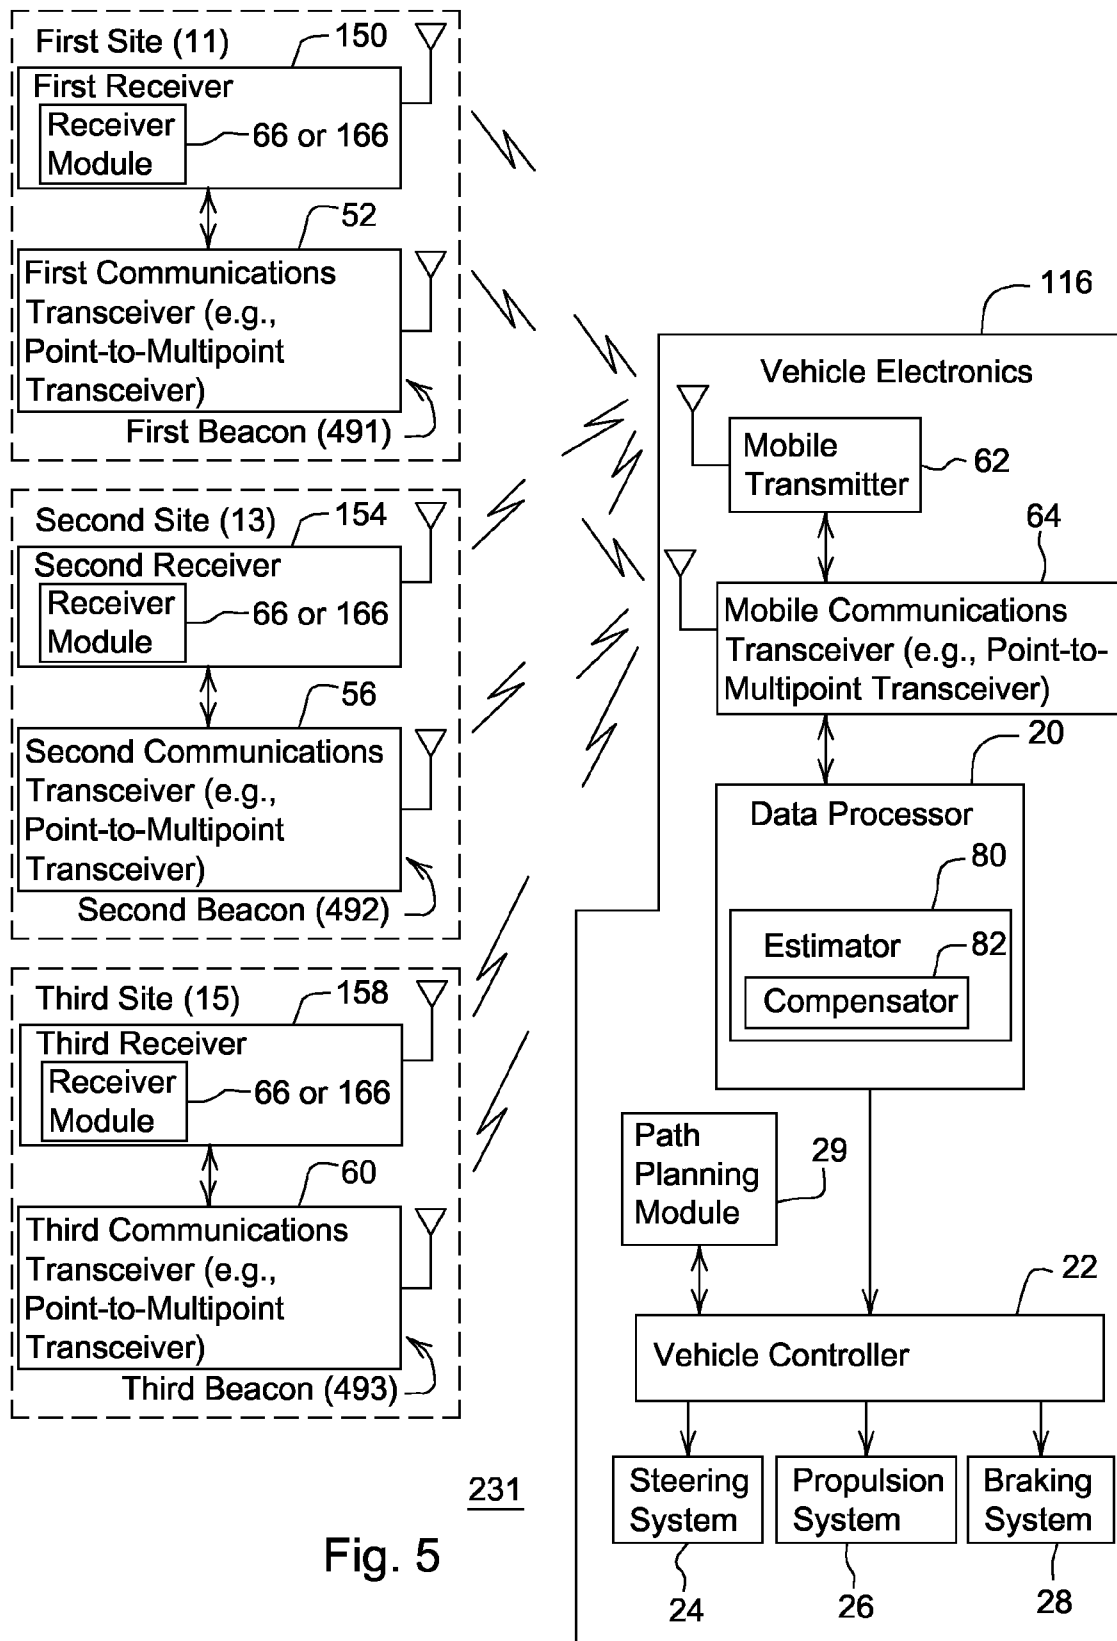 First Site (11)
150
First Receiver
Receiver
Module
66 or 166
52
First Communications
Transceiver (e.g.,
Point-to-Multipoint
Transceiver)
First Beacon (491)
Second Site (13)
154
Second Receiver
Receiver
Module
66 or 166
56
Second Communications
Transceiver (e.g.,
Point-to-Multipoint
Transceiver)
Second Beacon (492)
Third Site (15)
158
Third Receiver
Receiver
Module
66 or 166
60
Third Communications
Transceiver (e.g.,
Point-to-Multipoint
Transceiver)
Third Beacon (493)
116
Vehicle Electronics
Mobile
Transmitter
62
64
Mobile Communications
Transceiver (e.g., Point-to-
Multipoint Transceiver)
20
Data Processor
80
Estimator
82
Compensator
Path
Planning
Module
29
22
Vehicle Controller
Steering
System
Propulsion
System
Braking
System
24
26
28
231
Fig. 5